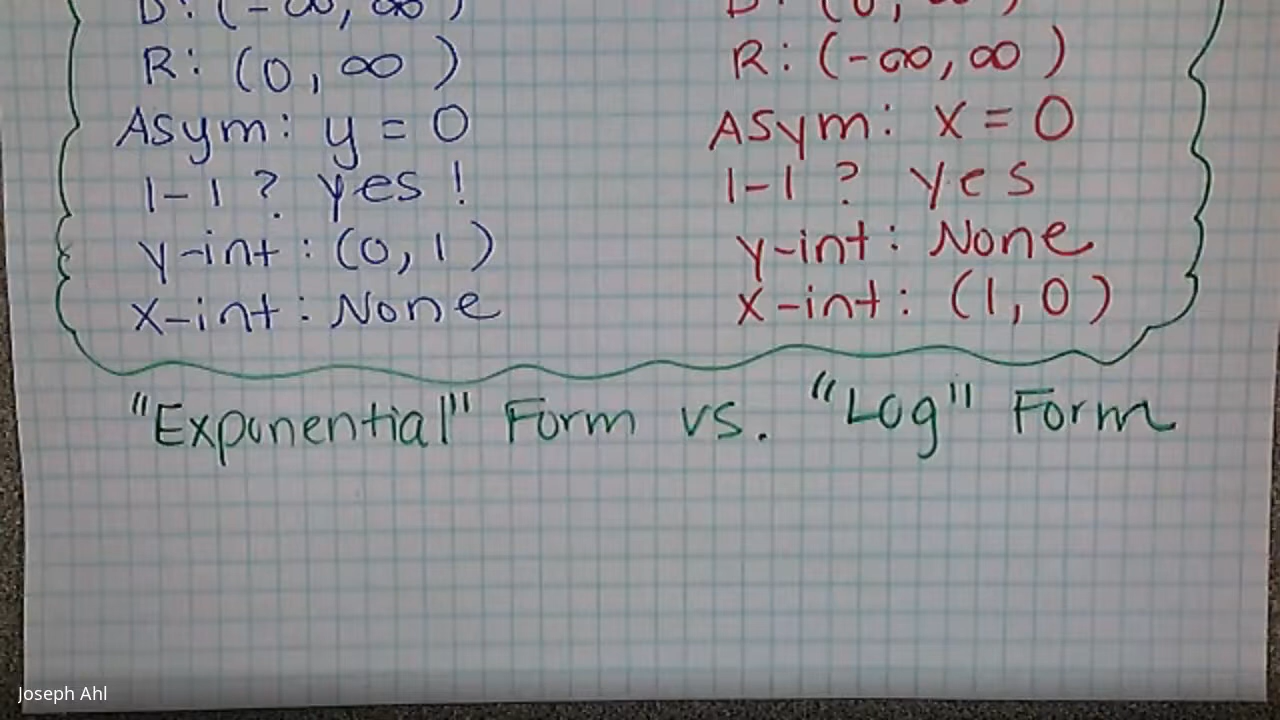 D: (-∞, ∞)
R: (0, ∞)
Asym: y = 0
1-1 ? yes !
y-int : (0, 1)
x-int : None
D: (0, ∞)
R: (-∞, ∞)
Asym: x = 0
1-1 ? yes
y-int : None
x-int : (1, 0)
"Exponential" Form vs. "Log" Form
Joseph Ahl